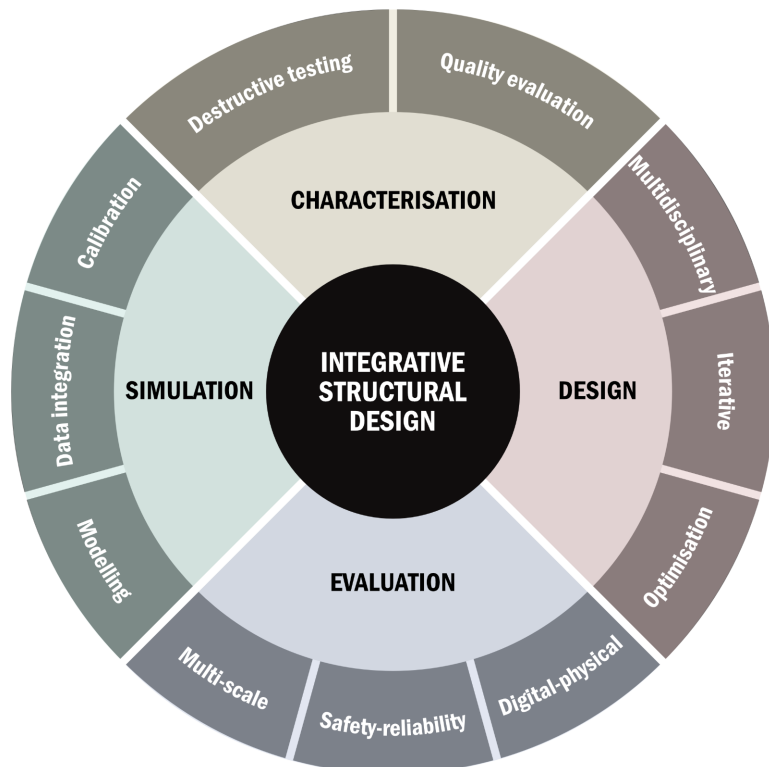 Destructive testing
Quality evaluation
CHARACTERISATION
Calibration
Data integration
Modelling
SIMULATION
INTEGRATIVE
STRUCTURAL
DESIGN
DESIGN
Multidisciplinary
Iterative
Optimisation
EVALUATION
Multi-scale
Safety-reliability
Digital-physical